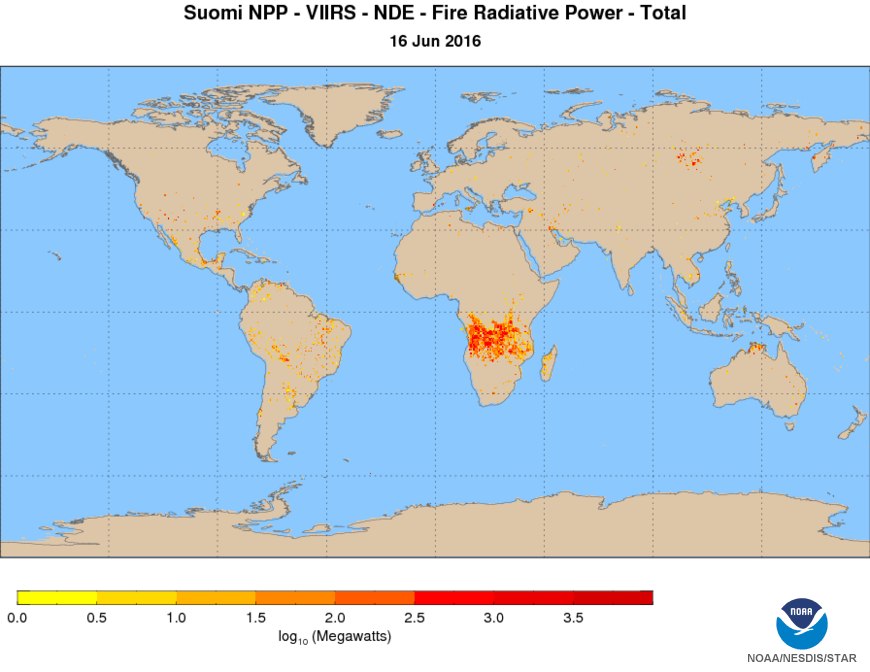 Suomi NPP - VIIRS - NDE - Fire Radiative Power - Total
16 Jun 2016
0.0 0.5 1.0 1.5 2.0 2.5 3.0 3.5
log₁₀ (Megawatts)
NOAA
NOAA/NESDIS/STAR